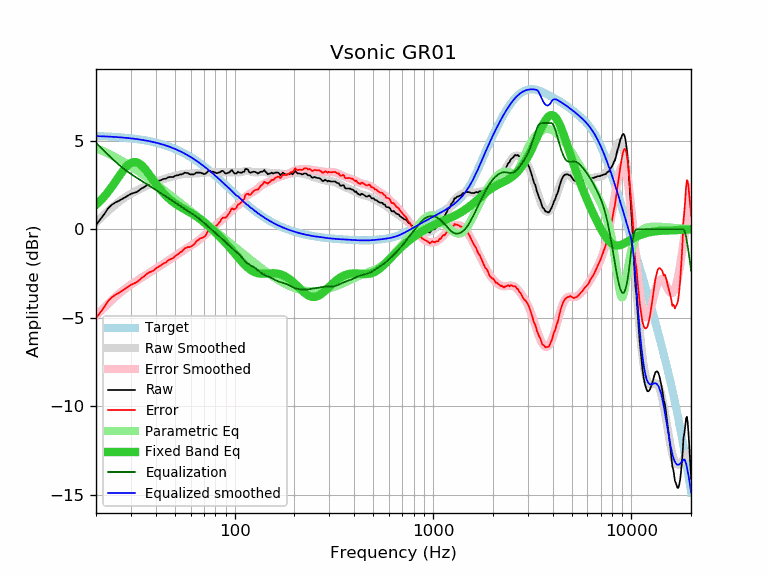 Vsonic GR01
Amplitude (dBr)
5
0
−5
−10
−15
Target
Raw Smoothed
Error Smoothed
Raw
Error
Parametric Eq
Fixed Band Eq
Equalization
Equalized smoothed
100
1000
10000
Frequency (Hz)